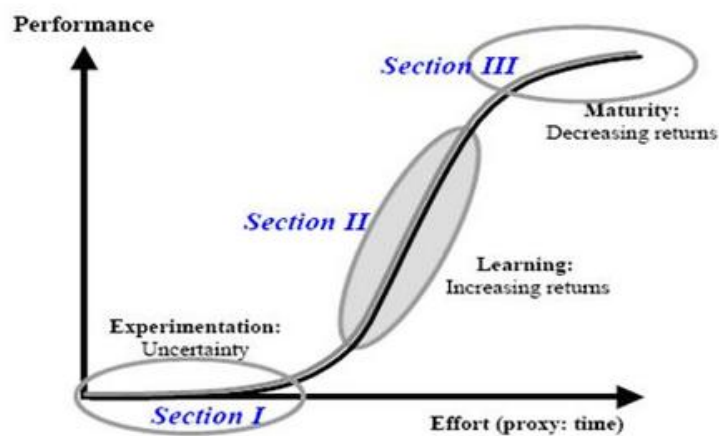 Performance
Section III
Maturity:
Decreasing returns
Section II
Learning:
Increasing returns
Experimentation:
Uncertainty
Section I
Effort (proxy: time)